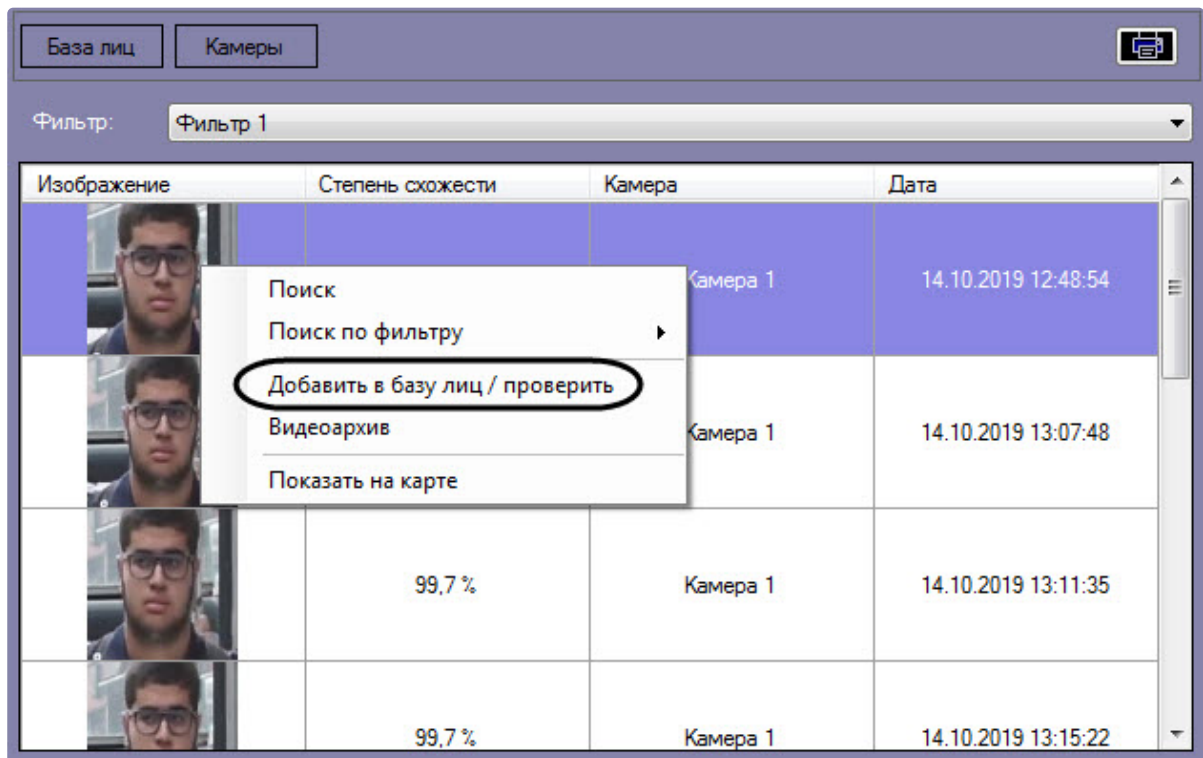 База лиц Камеры
Фильтр: Фильтр 1
Изображение Степень схожести Камера Дата
Камера 1 14.10.2019 12:48:54
Поиск
Поиск по фильтру
Добавить в базу лиц / проверить
Видеоархив
Камера 1 14.10.2019 13:07:48
Показать на карте
99,7 % Камера 1 14.10.2019 13:11:35
99,7 % Камера 1 14.10.2019 13:15:22